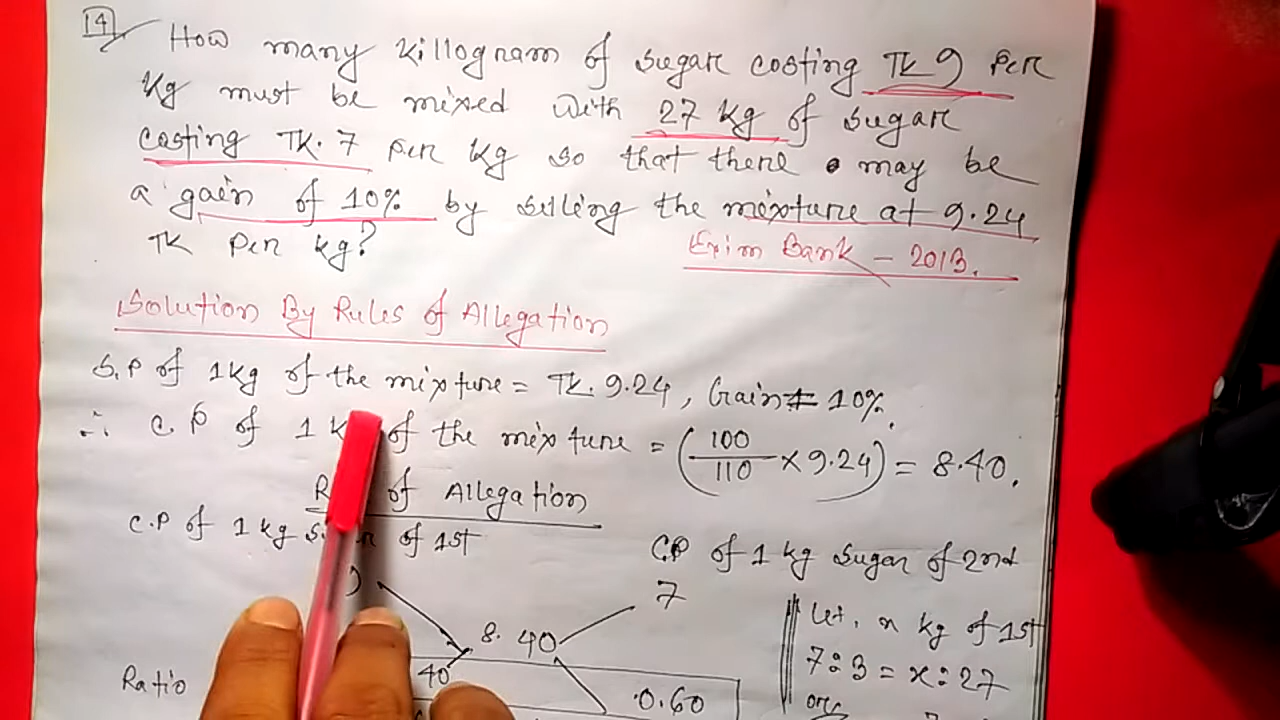 14
How many Killogram of sugar costing TK 9 per
kg must be mixed with 27 kg of sugar
costing TK. 7 per kg so that there may be
a gain of 10% by selling the mixture at 9.24
TK per kg?
Exim Bank - 2013.
Solution By Rules of Allegation
S.P of 1kg of the mixture = TK. 9.24, Gain = 10%.
∴ C.P of 1 of the mixture = (100/110 × 9.24) = 8.40.
of Allegation
C.P of 1 kg of 1st
C.P of 1 kg sugar of 2nd
7
8.40
Let, x kg of 1st
7:3 = x:27
or,
Ratio
40
0.60